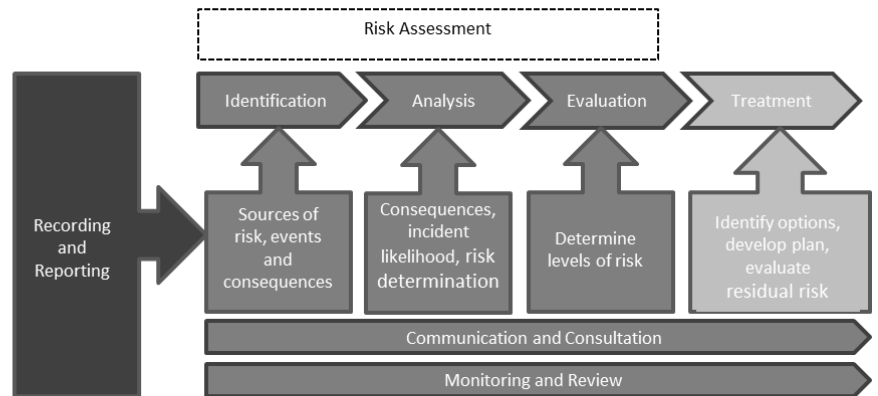 Risk Assessment
Identification
Analysis
Evaluation
Treatment
Recording
and
Reporting
Sources of
risk, events
and
consequences
Consequences,
incident
likelihood, risk
determination
Determine
levels of risk
Identify options,
develop plan,
evaluate
residual risk
Communication and Consultation
Monitoring and Review